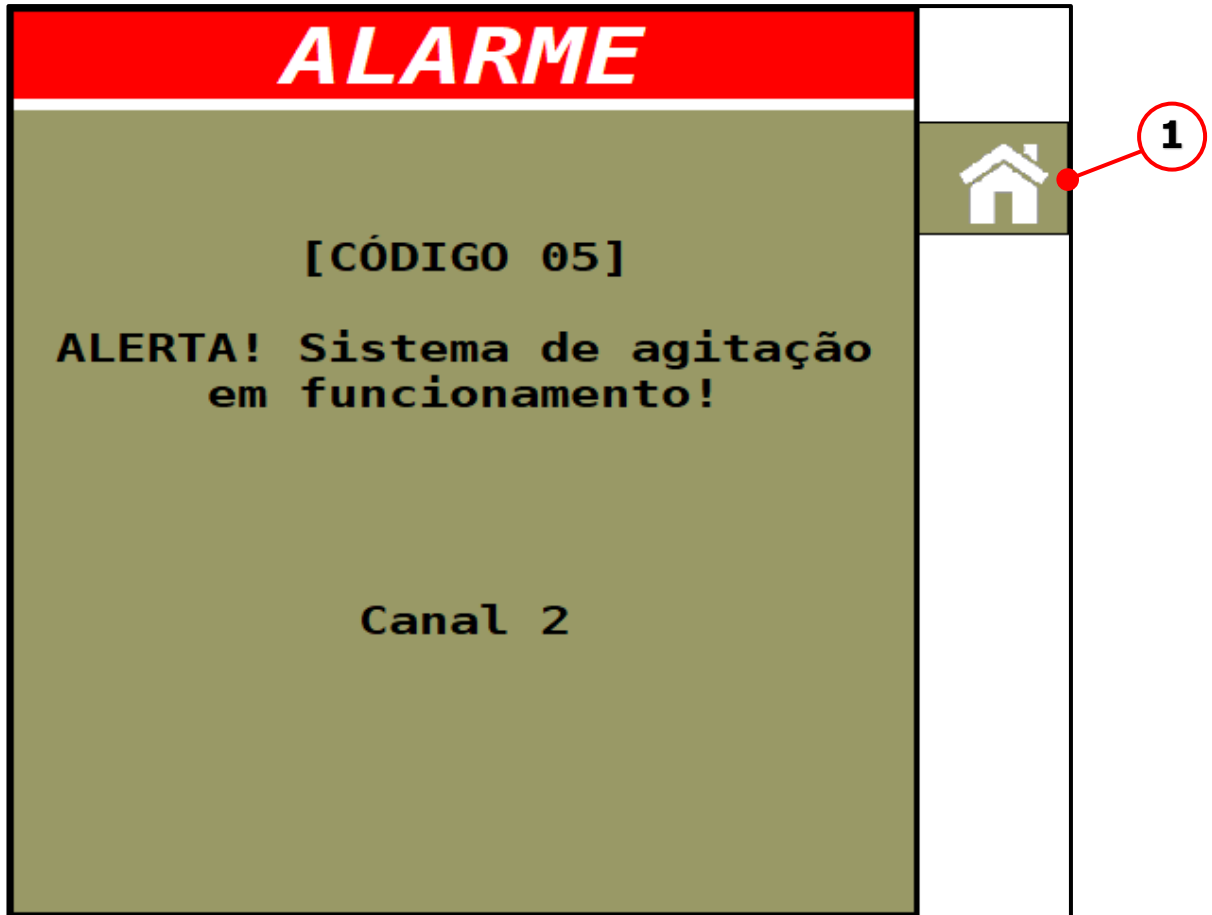 ALARME
1
[CÓDIGO 05]
ALERTA! Sistema de agitação
em funcionamento!
Canal 2